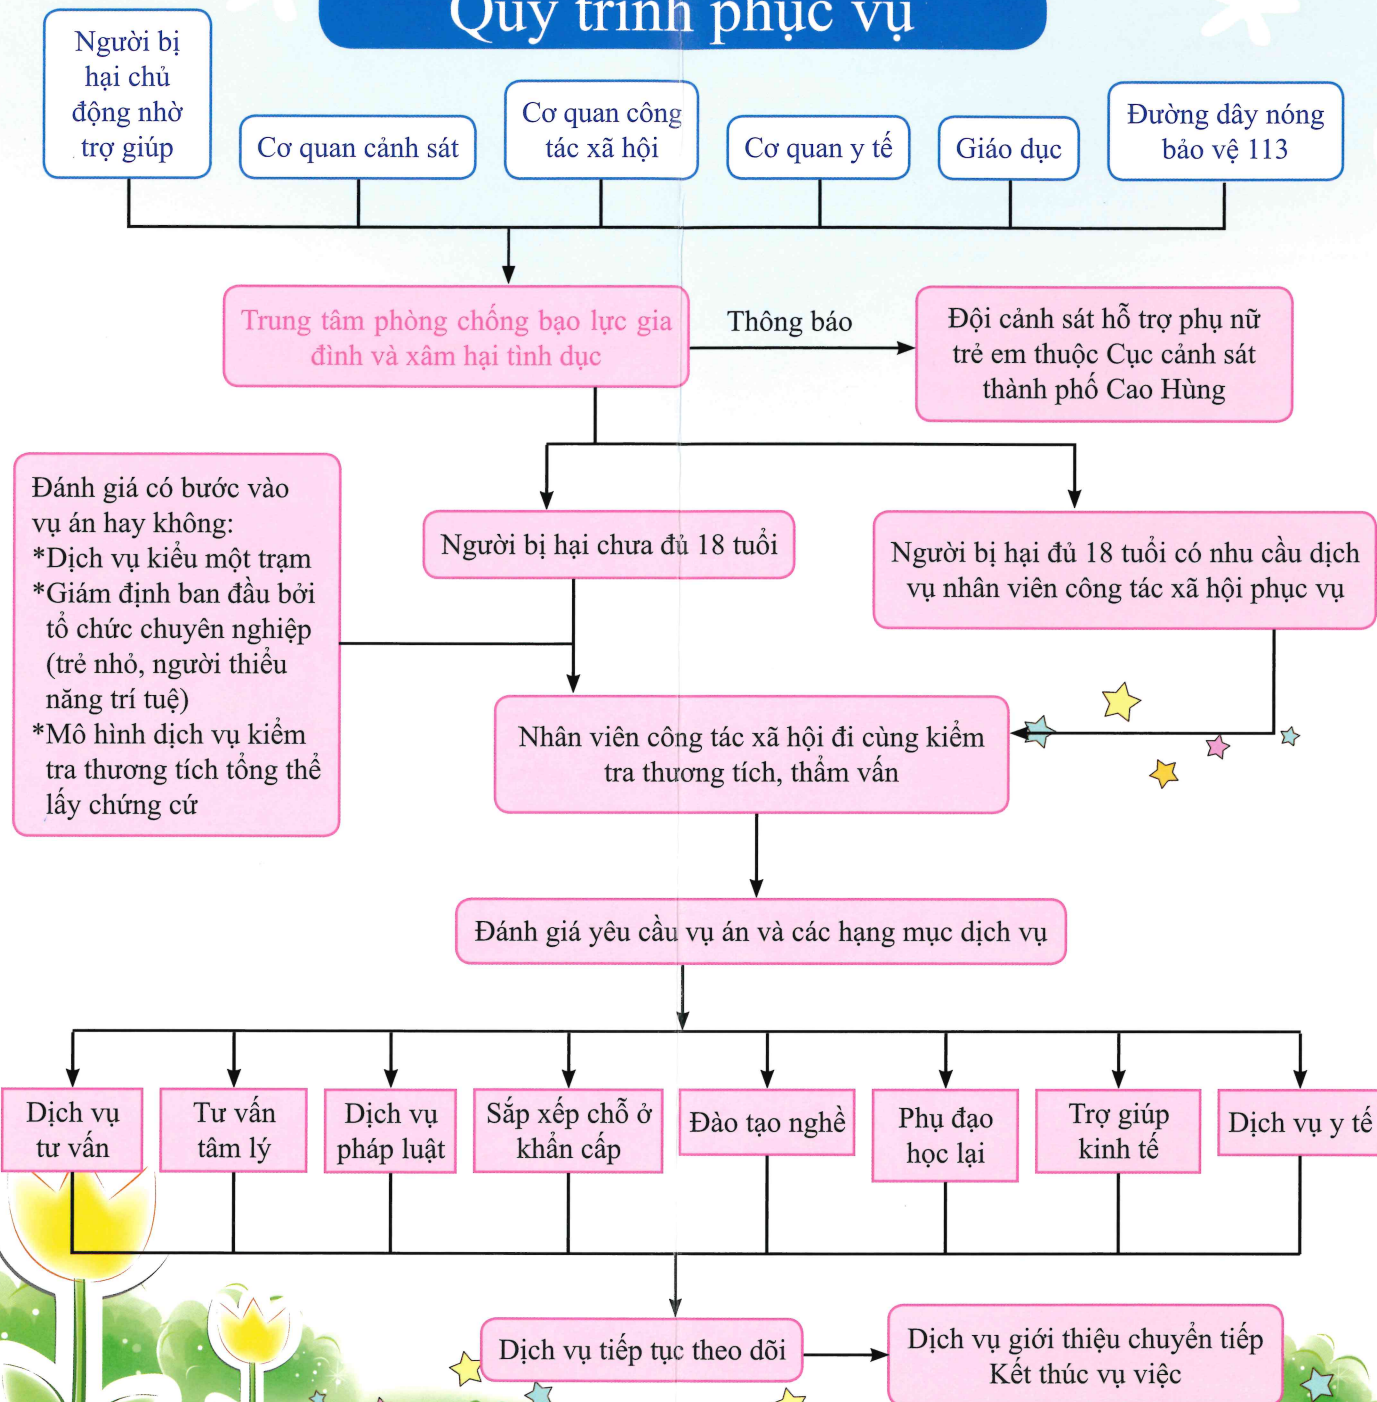 Quy trình phục vụ
Người bị
hại chủ
động nhờ
trợ giúp
Cơ quan cảnh sát
Cơ quan công
tác xã hội
Cơ quan y tế
Giáo dục
Đường dây nóng
bảo vệ 113
Trung tâm phòng chống bạo lực gia
đình và xâm hại tình dục
Thông báo
Đội cảnh sát hỗ trợ phụ nữ
trẻ em thuộc Cục cảnh sát
thành phố Cao Hùng
Đánh giá có bước vào
vụ án hay không:
*Dịch vụ kiểu một trạm
*Giám định ban đầu bởi
tổ chức chuyên nghiệp
(trẻ nhỏ, người thiểu
năng trí tuệ)
*Mô hình dịch vụ kiểm
tra thương tích tổng thể
lấy chứng cứ
Người bị hại chưa đủ 18 tuổi
Người bị hại đủ 18 tuổi có nhu cầu dịch
vụ nhân viên công tác xã hội phục vụ
Nhân viên công tác xã hội đi cùng kiểm
tra thương tích, thẩm vấn
Đánh giá yêu cầu vụ án và các hạng mục dịch vụ
Dịch vụ
tư vấn
Tư vấn
tâm lý
Dịch vụ
pháp luật
Sắp xếp chỗ ở
khẩn cấp
Đào tạo nghề
Phụ đạo
học lại
Trợ giúp
kinh tế
Dịch vụ y tế
Dịch vụ tiếp tục theo dõi
Dịch vụ giới thiệu chuyển tiếp
Kết thúc vụ việc